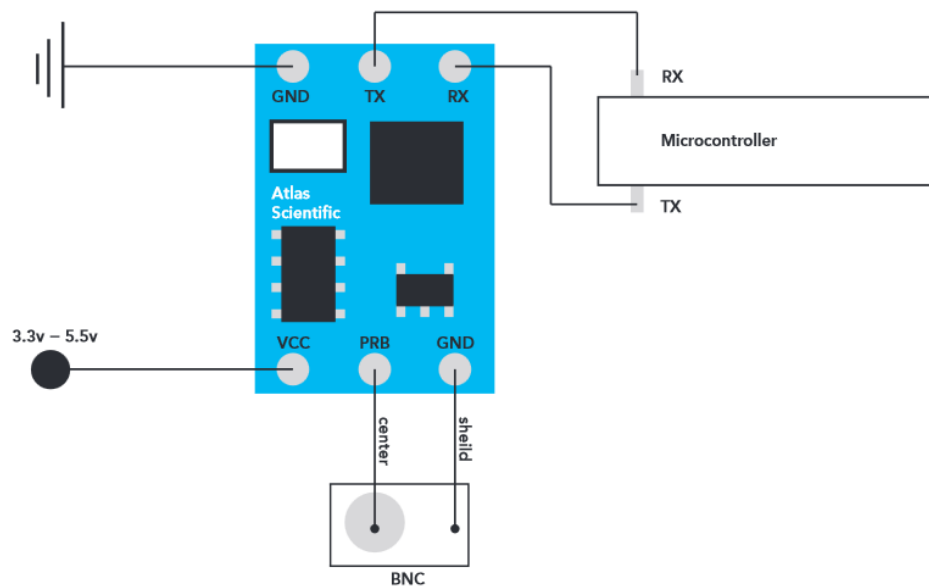 GND
TX
RX
RX
Microcontroller
TX
Atlas
Scientific
3.3v – 5.5v
VCC
PRB
GND
center
sheild
BNC